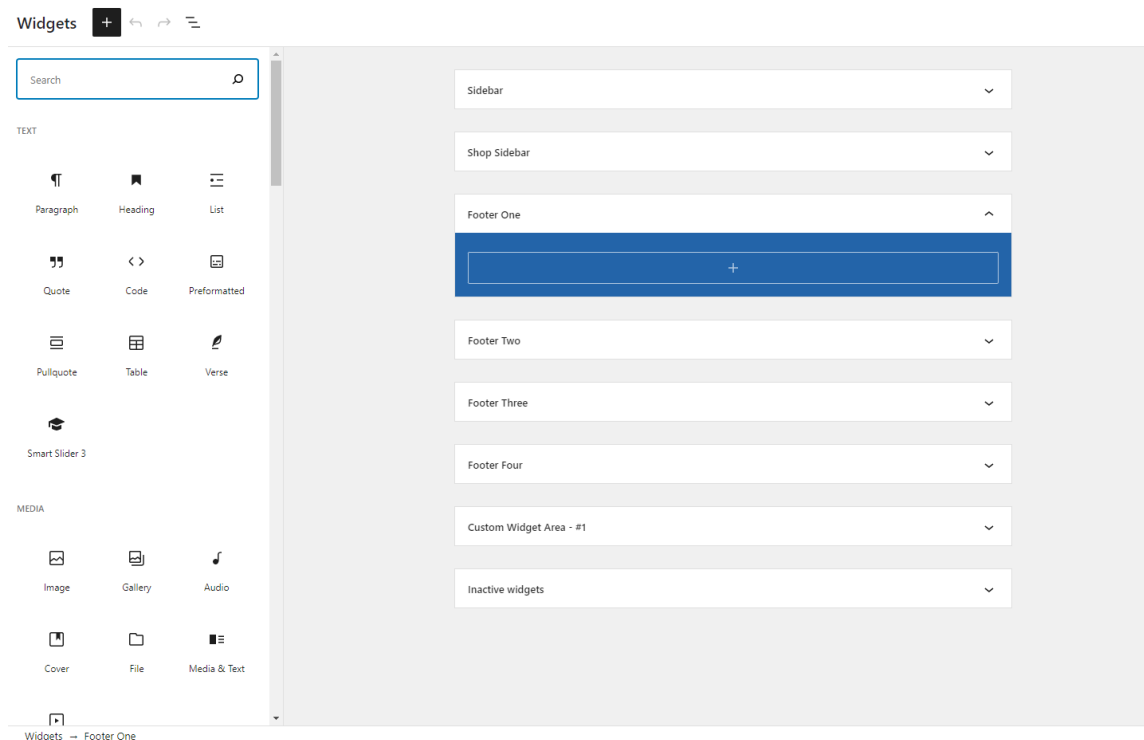 Widgets
Search
TEXT
Paragraph Heading List
Quote Code Preformatted
Pullquote Table Verse
Smart Slider 3
MEDIA
Image Gallery Audio
Cover File Media & Text
Sidebar
Shop Sidebar
Footer One
Footer Two
Footer Three
Footer Four
Custom Widget Area - #1
Inactive widgets
Widgets → Footer One